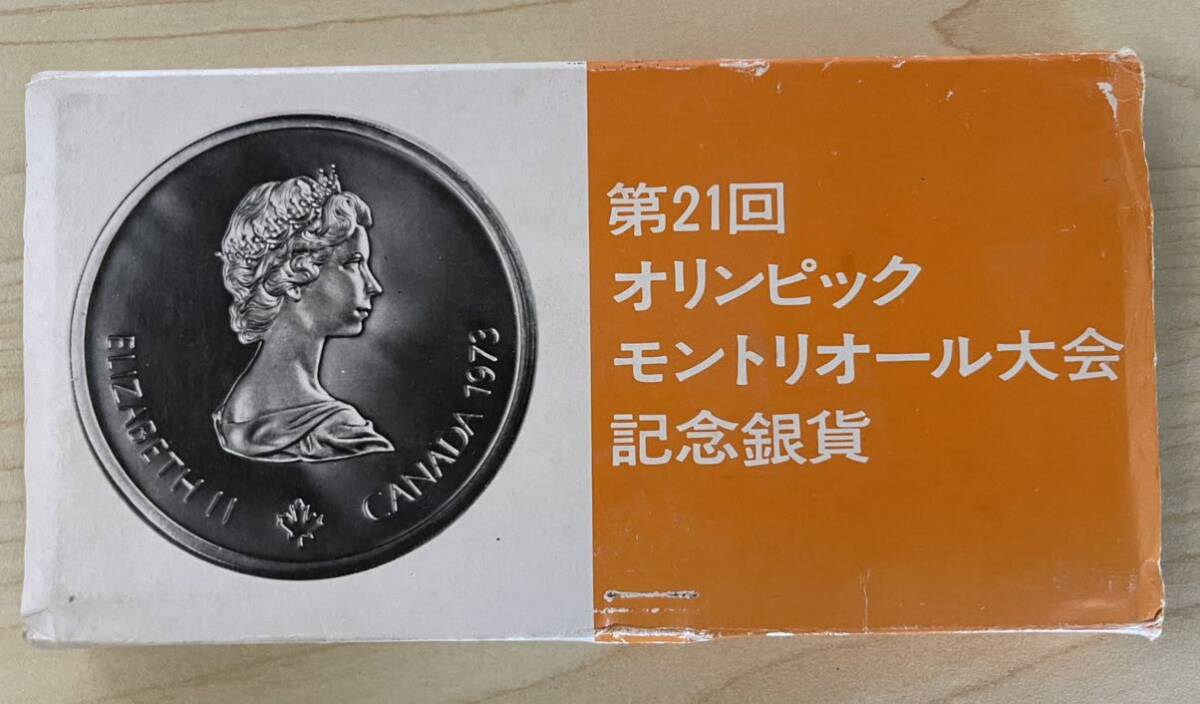 ELIZABETH II
CANADA 1973
第21回
オリンピック
モントリオール大会
記念銀貨